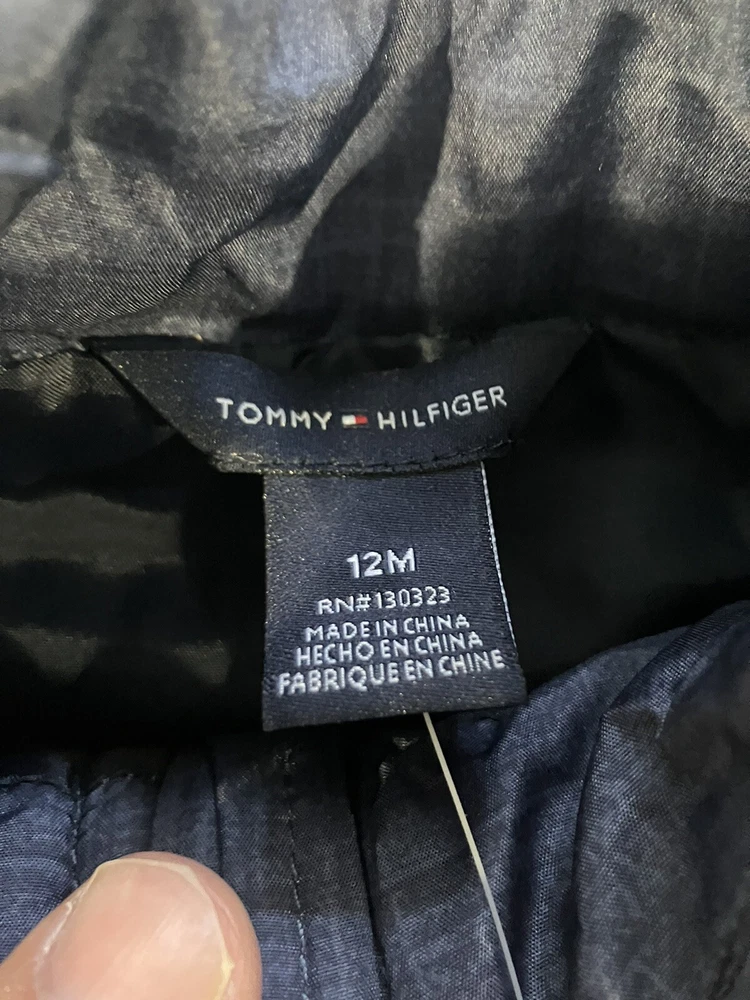 TOMMY HILFIGER
12M
RN#130323
MADE IN CHINA
HECHO EN CHINA
FABRIQUE EN CHINE